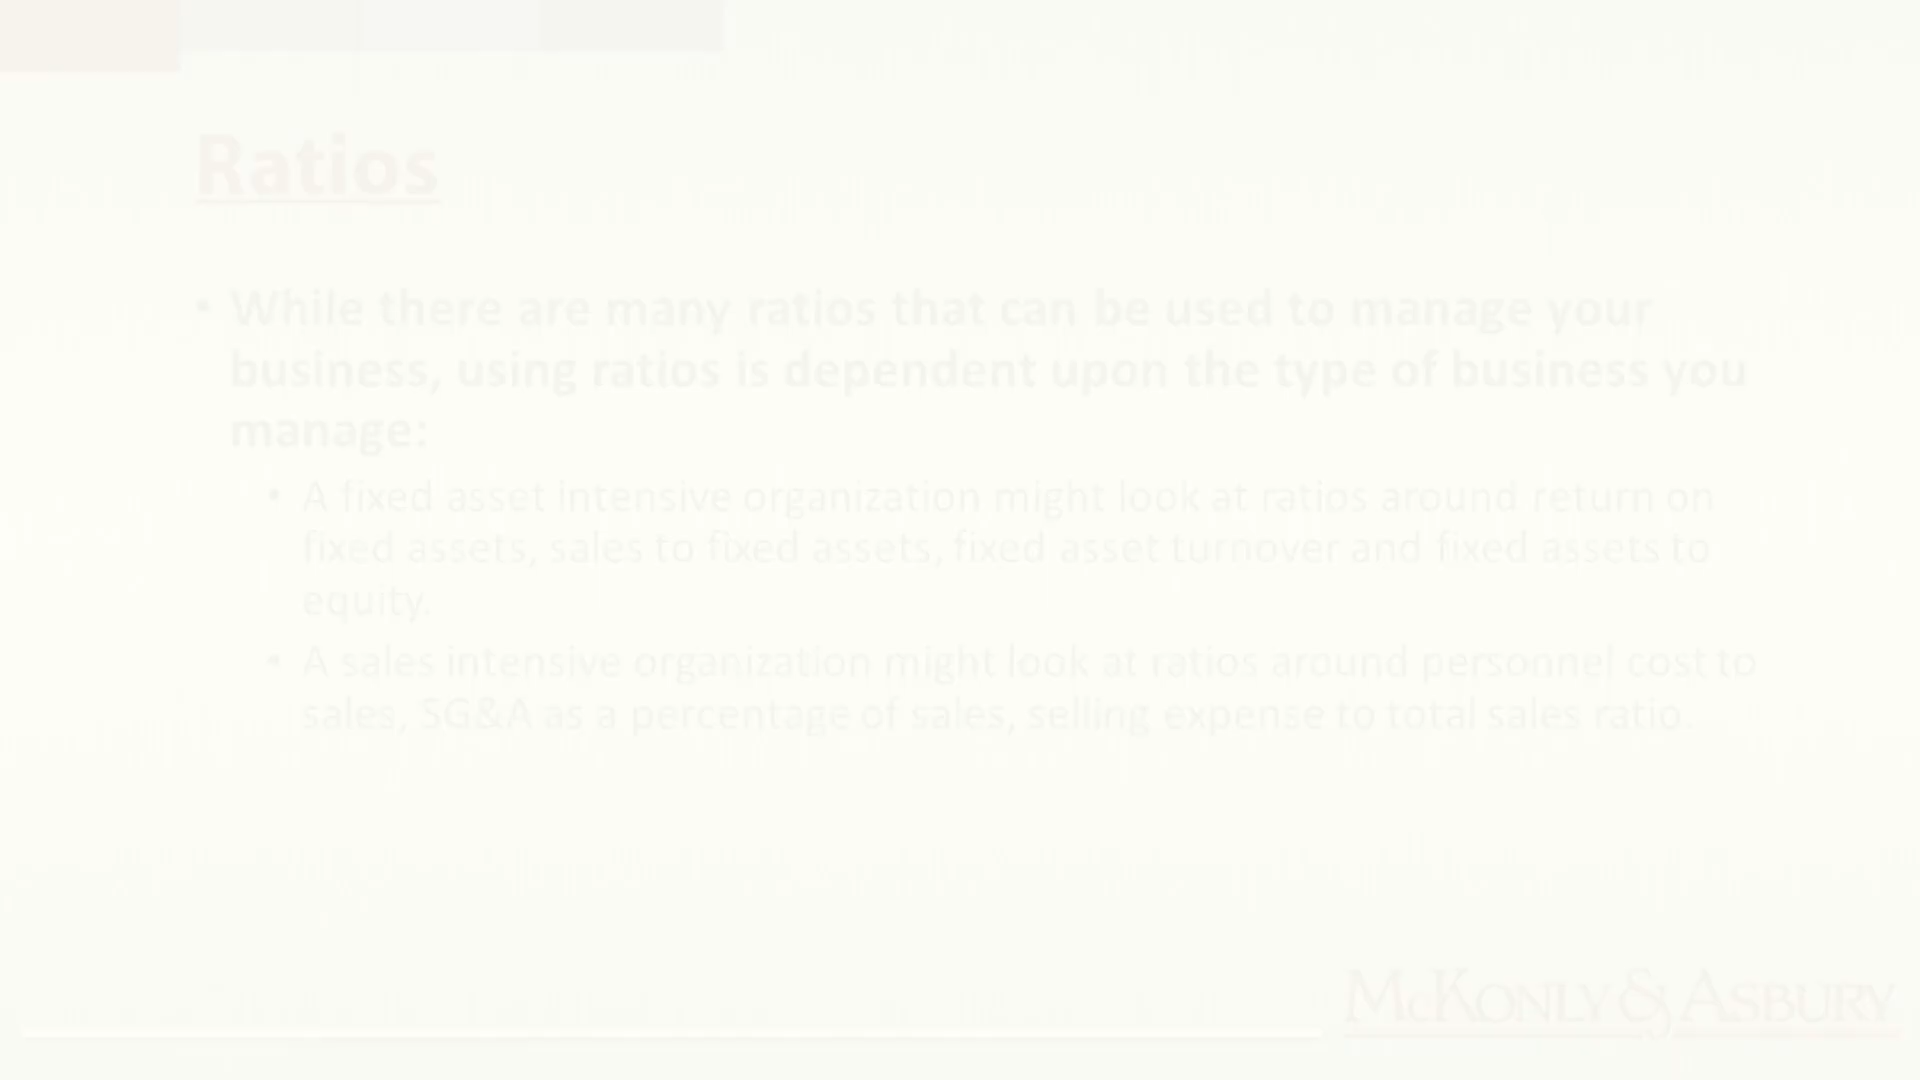 Ratios
• While there are many ratios that can be used to manage your
business, using ratios is dependent upon the type of business you
manage:
• A fixed asset intensive organization might look at ratios around return on
fixed assets, sales to fixed assets, fixed asset turnover and fixed assets to
equity.
• A sales intensive organization might look at ratios around personnel cost to
sales, SG&A as a percentage of sales, selling expense to total sales ratio.
McKonly & Asbury